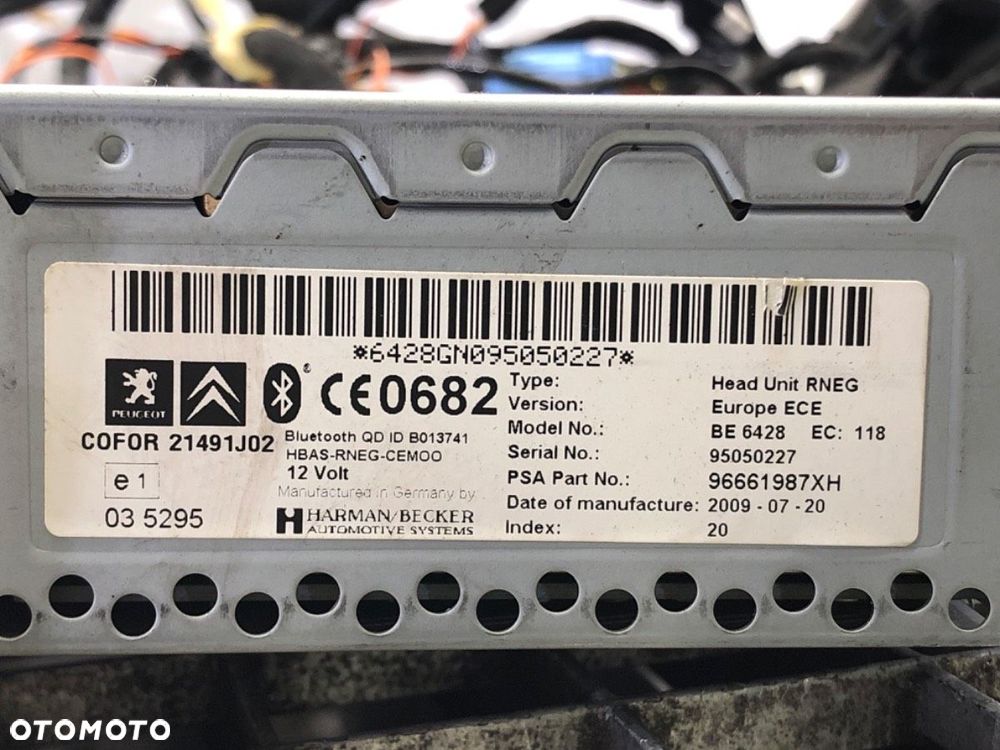 *6428GN095050227*
PEUGEOT
® CE0682
COFOR 21491J02
Bluetooth QD ID B013741
HBAS-RNEG-CEMOO
12 Volt
Manufactured in Germany by
HARMAN/BECKER
AUTOMOTIVE SYSTEMS
e1
03 5295
Type: Head Unit RNEG
Version: Europe ECE
Model No.: BE 6428 EC: 118
Serial No.: 95050227
PSA Part No.: 96661987XH
Date of manufacture: 2009 - 07 - 20
Index: 20
OTOMOTO